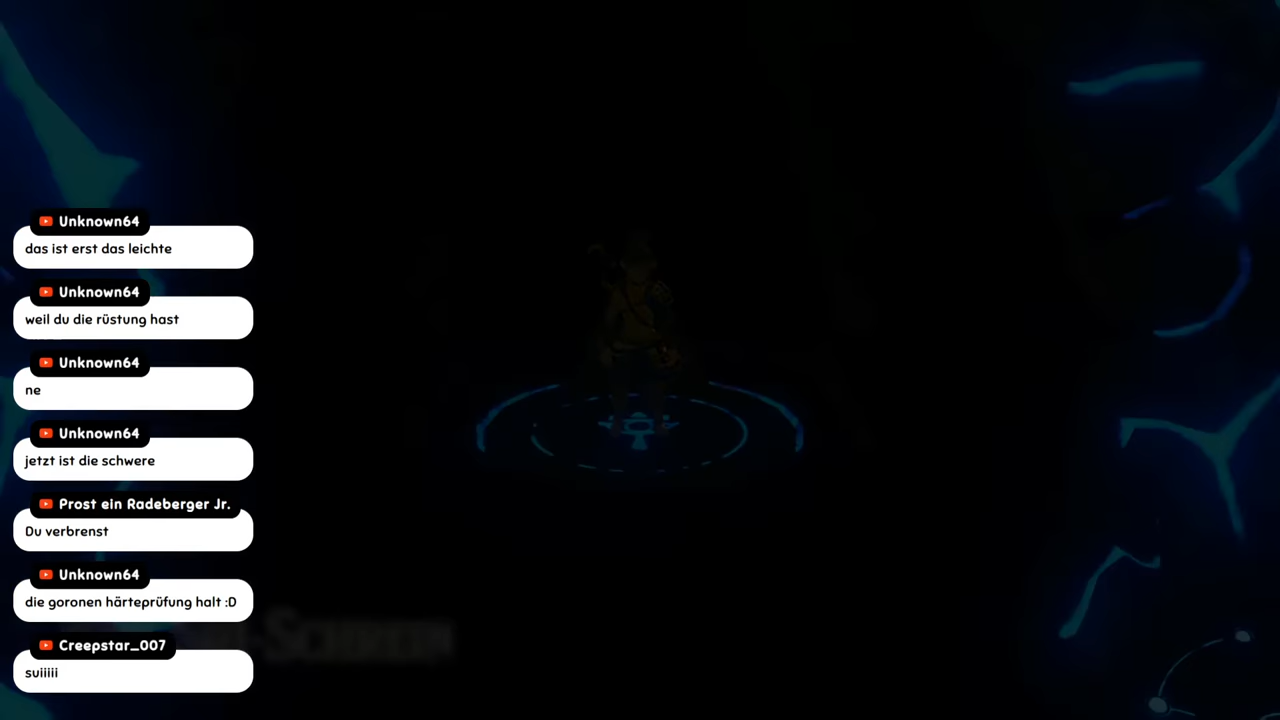 Unknown64
das ist erst das leichte
Unknown64
weil du die rüstung hast
Unknown64
ne
Unknown64
jetzt ist die schwere
Prost ein Radeberger Jr.
Du verbrenst
Unknown64
die goronen härteprüfung halt :D
Creepstar_007
suiiiii